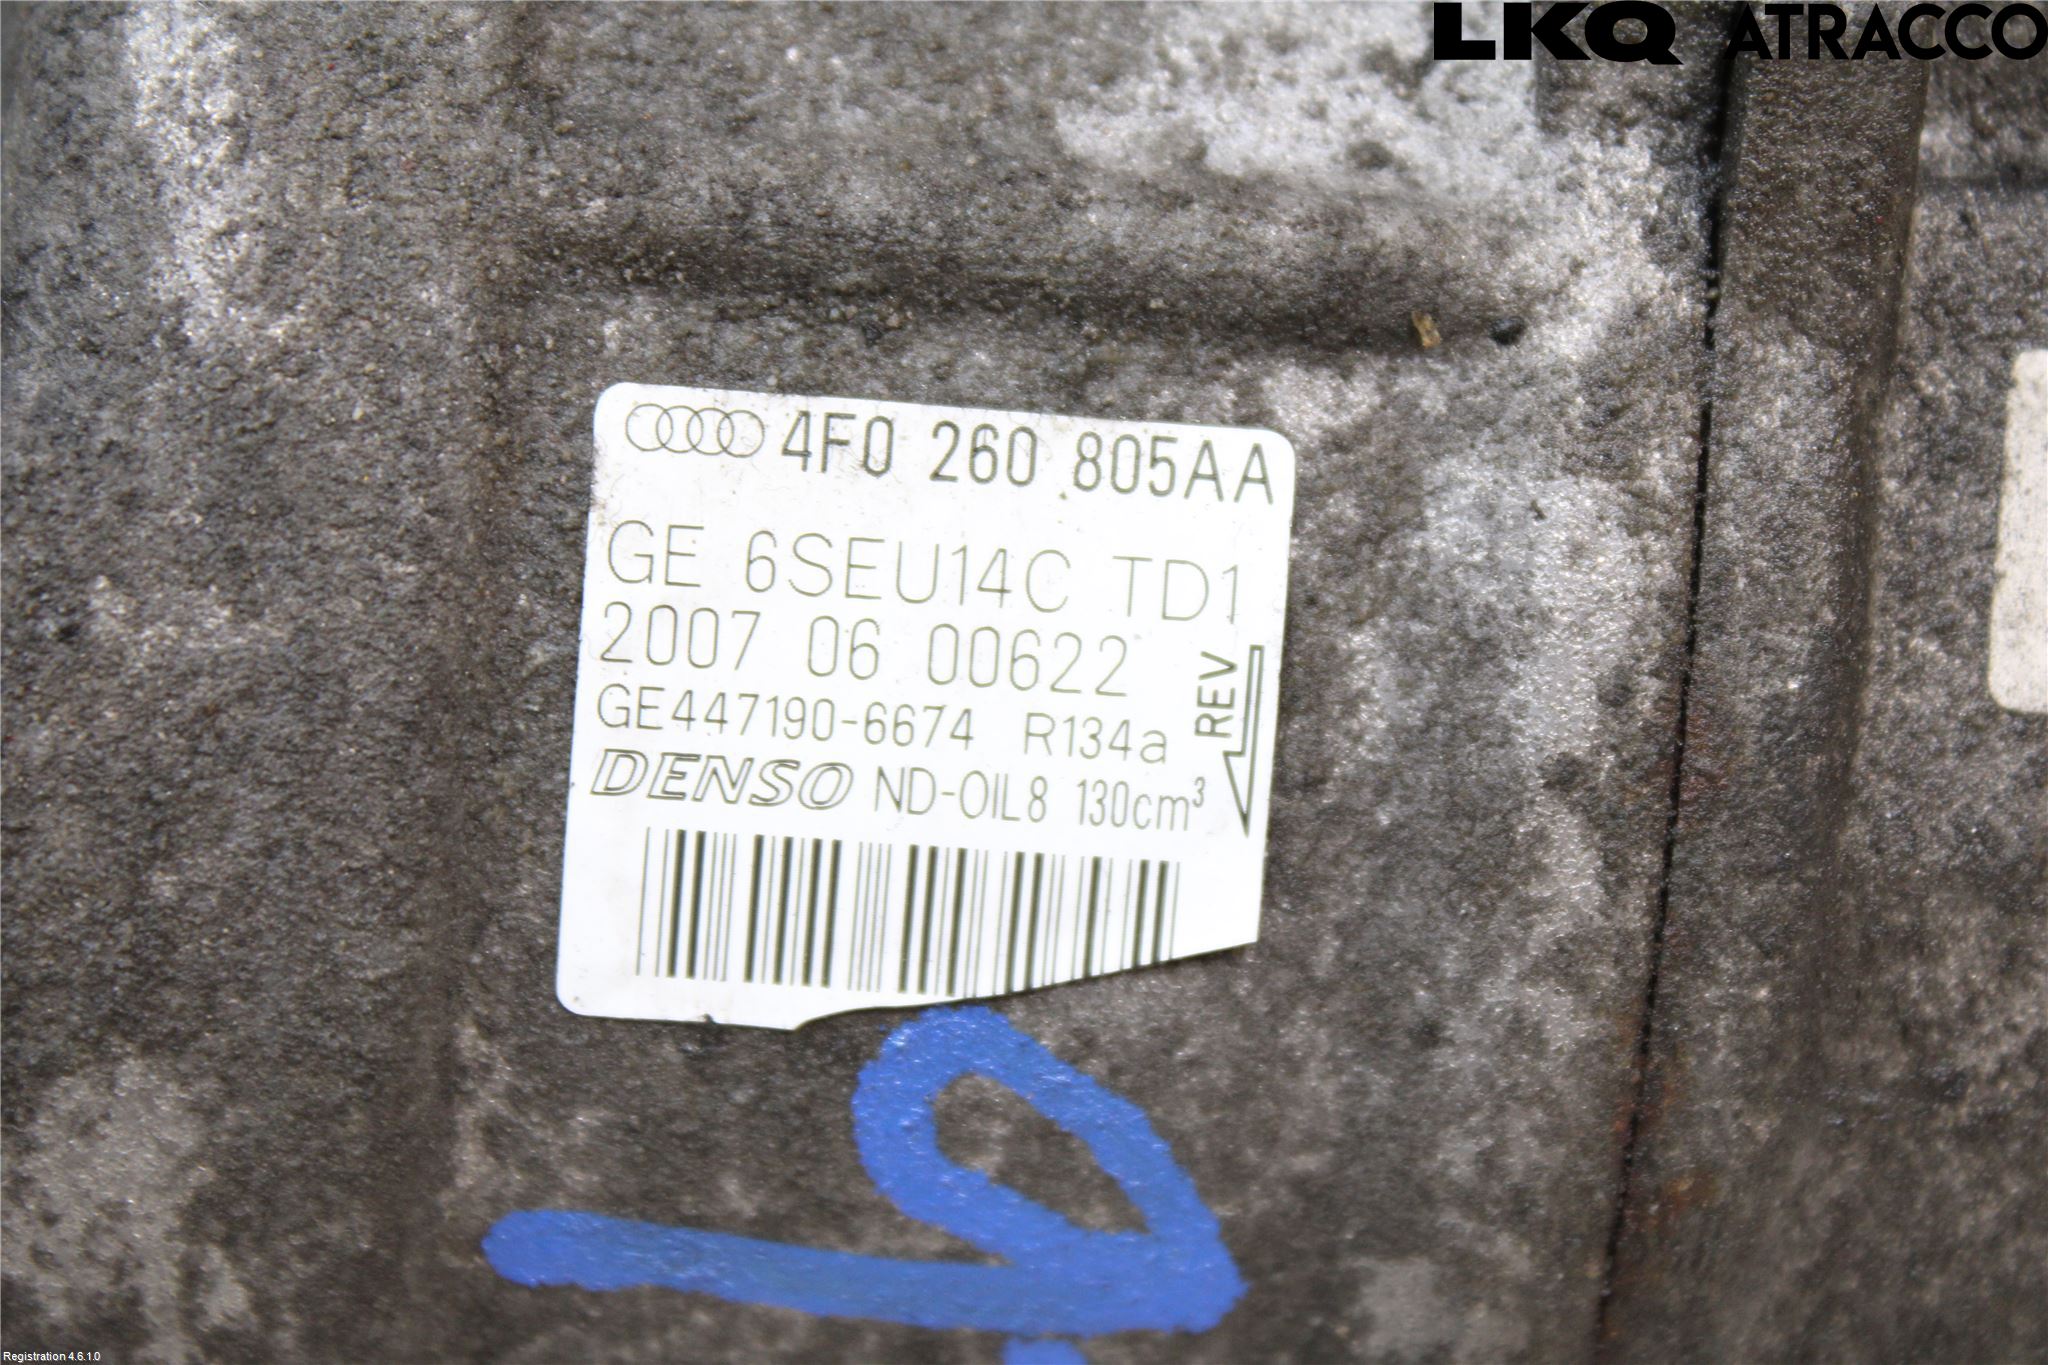 LKQ ATRACCO
4F0 260 805AA
GE 6SEU14C TD1
2007 06 00622
GE447190-6674 R134a
REV
DENSO ND-OIL8 130cm³
Registration 4.6.1.0